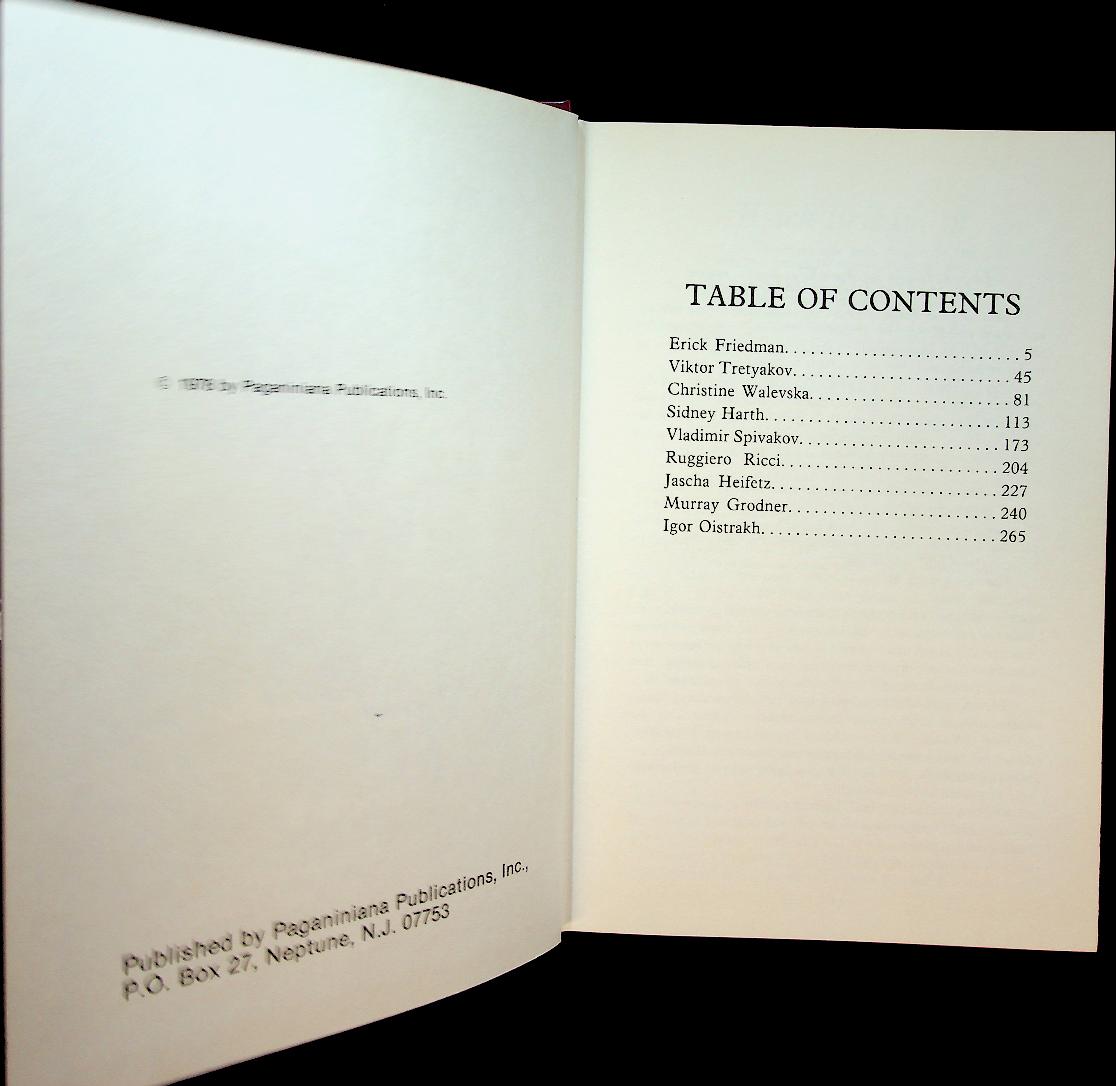 © 1978 by Paganiniana Publications, Inc.
Published by Paganiniana Publications, Inc.,
P.O. Box 27, Neptune, N.J. 07753
TABLE OF CONTENTS
Erick Friedman............................5
Viktor Tretyakov..........................45
Christine Walevska........................81
Sidney Harth............................113
Vladimir Spivakov........................173
Ruggiero Ricci..........................204
Jascha Heifetz...........................227
Murray Grodner.........................240
Igor Oistrakh............................265